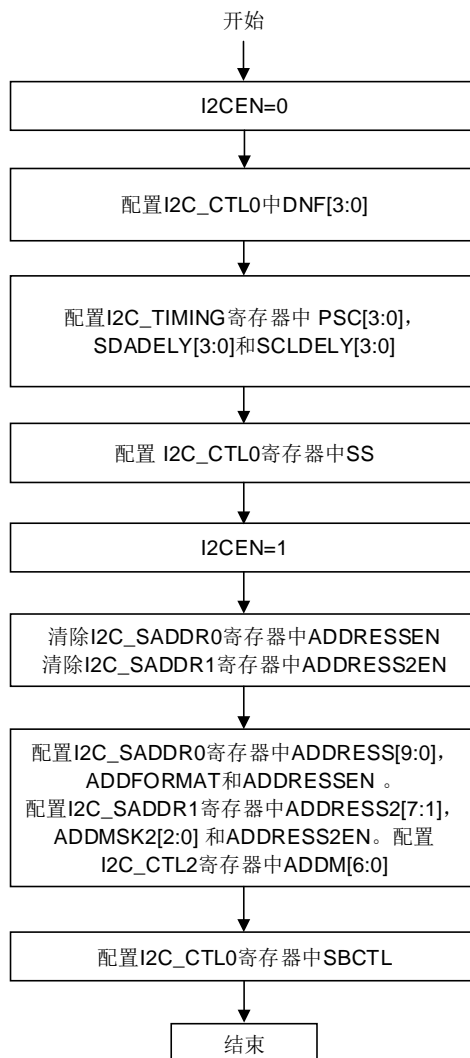 开始
I2CEN=0
配置I2C_CTL0中DNF[3:0]
配置I2C_TIMING寄存器中 PSC[3:0]，
SDADELY[3:0]和SCLDELY[3:0]
配置 I2C_CTL0寄存器中SS
I2CEN=1
清除I2C_SADDR0寄存器中ADDRESSEN
清除I2C_SADDR1寄存器中ADDRESS2EN
配置I2C_SADDR0寄存器中ADDRESS[9:0]，
ADDFORMAT和ADDRESSEN 。
配置I2C_SADDR1寄存器中ADDRESS2[7:1]，
ADDMSK2[2:0] 和ADDRESS2EN。配置
I2C_CTL2寄存器中ADDM[6:0]
配置I2C_CTL0寄存器中SBCTL
结束